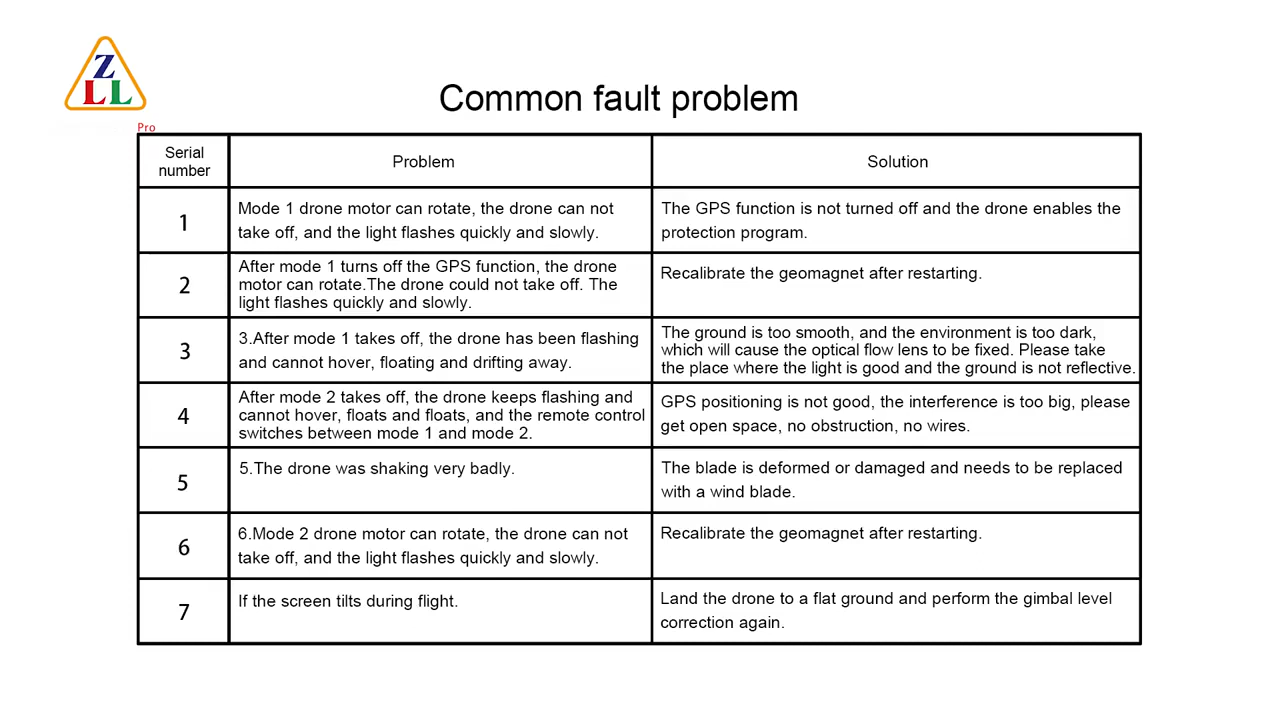 Z
LL
Pro
Common fault problem
Serial
number
Problem
Solution
1
Mode 1 drone motor can rotate, the drone can not
take off, and the light flashes quickly and slowly.
The GPS function is not turned off and the drone enables the
protection program.
2
After mode 1 turns off the GPS function, the drone
motor can rotate.The drone could not take off. The
light flashes quickly and slowly.
Recalibrate the geomagnet after restarting.
3
3.After mode 1 takes off, the drone has been flashing
and cannot hover, floating and drifting away.
The ground is too smooth, and the environment is too dark,
which will cause the optical flow lens to be fixed. Please take
the place where the light is good and the ground is not reflective.
4
After mode 2 takes off, the drone keeps flashing and
cannot hover, floats and floats, and the remote control
switches between mode 1 and mode 2.
GPS positioning is not good, the interference is too big, please
get open space, no obstruction, no wires.
5
5.The drone was shaking very badly.
The blade is deformed or damaged and needs to be replaced
with a wind blade.
6
6.Mode 2 drone motor can rotate, the drone can not
take off, and the light flashes quickly and slowly.
Recalibrate the geomagnet after restarting.
7
If the screen tilts during flight.
Land the drone to a flat ground and perform the gimbal level
correction again.